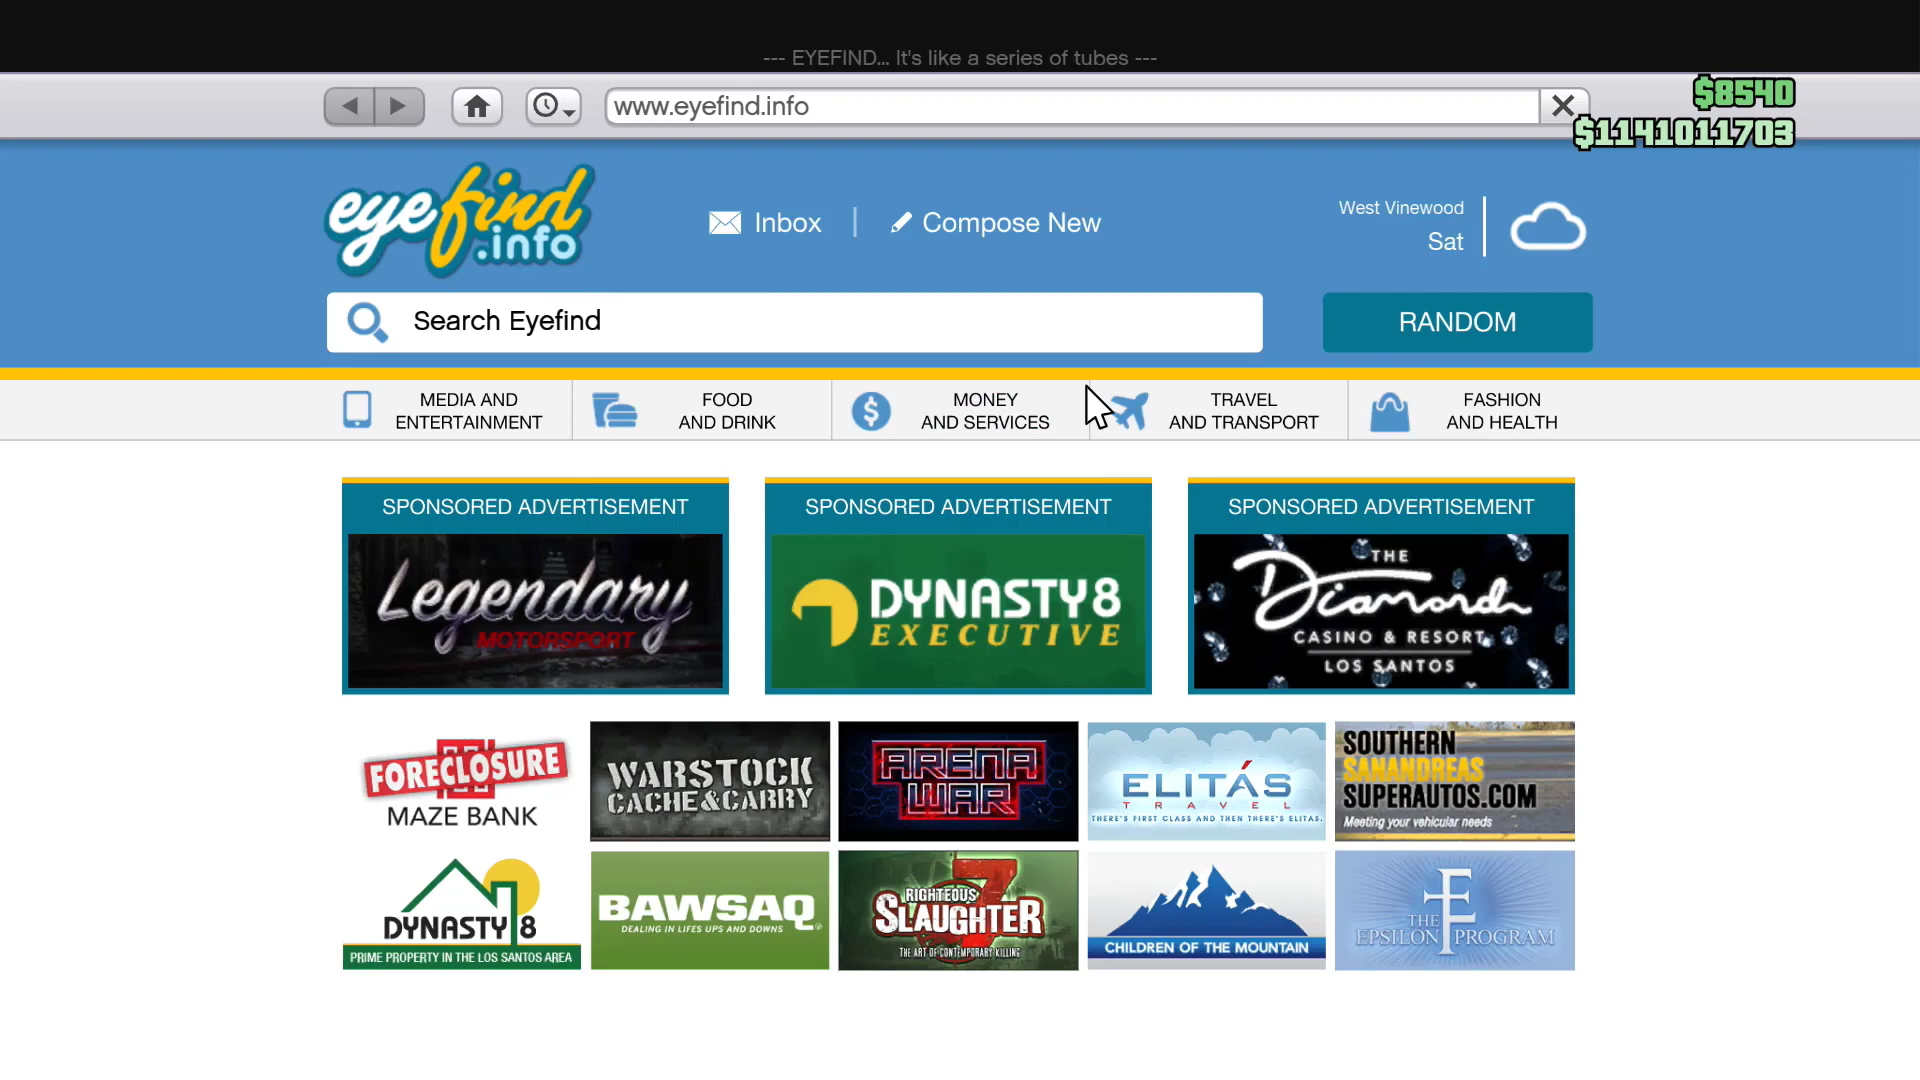 --- EYEFIND... It's like a series of tubes ---
www.eyefind.info
$8540
$1141011703
eyefind
.info
Inbox
Compose New
West Vinewood
Sat
Search Eyefind
RANDOM
MEDIA AND
ENTERTAINMENT
FOOD
AND DRINK
MONEY
AND SERVICES
TRAVEL
AND TRANSPORT
FASHION
AND HEALTH
SPONSORED ADVERTISEMENT
Legendary
MOTORSPORT
SPONSORED ADVERTISEMENT
DYNASTY8
EXECUTIVE
SPONSORED ADVERTISEMENT
THE
Diamond
CASINO & RESORT
LOS SANTOS
FORECLOSURE
MAZE BANK
WARSTOCK
CACHE&CARRY
ARENA
WAR
ELITÁS
TRAVEL
THERE'S FIRST CLASS AND THEN THERE'S ELITAS.
SOUTHERN
SANANDREAS
SUPERAUTOS.COM
Meeting your vehicular needs
DYNASTY 8
PRIME PROPERTY IN THE LOS SANTOS AREA
BAWSAQ
DEALING IN LIFES UPS AND DOWNS
RIGHTEOUS
SLAUGHTER
7
THE ART OF CONTEMPORARY KILLING
CHILDREN OF THE MOUNTAIN
THE
EPSILON PROGRAM